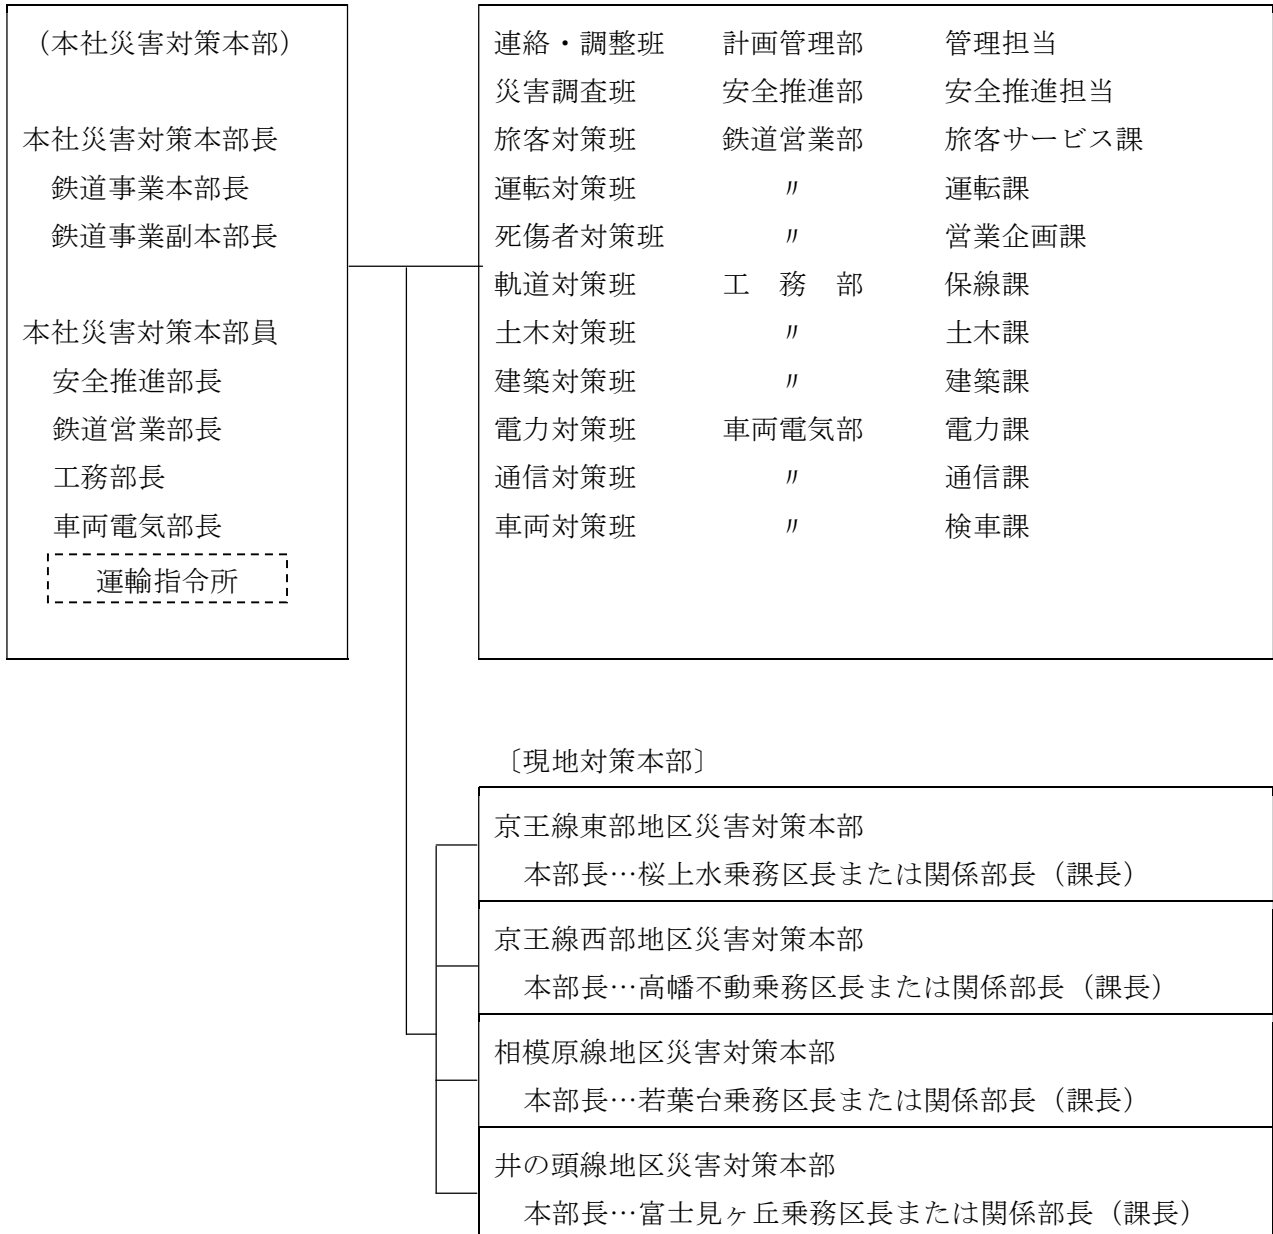 （本社災害対策本部）
本社災害対策本部長
鉄道事業本部長
鉄道事業副本部長
本社災害対策本部員
安全推進部長
鉄道営業部長
工務部長
車両電気部長
運輸指令所
連絡・調整班 計画管理部 管理担当
災害調査班 安全推進部 安全推進担当
旅客対策班 鉄道営業部 旅客サービス課
運転対策班 〃 運転課
死傷者対策班 〃 営業企画課
軌道対策班 工　務　部 保線課
土木対策班 〃 土木課
建築対策班 〃 建築課
電力対策班 車両電気部 電力課
通信対策班 〃 通信課
車両対策班 〃 検車課
〔現地対策本部〕
京王線東部地区災害対策本部
本部長…桜上水乗務区長または関係部長（課長）
京王線西部地区災害対策本部
本部長…高幡不動乗務区長または関係部長（課長）
相模原線地区災害対策本部
本部長…若葉台乗務区長または関係部長（課長）
井の頭線地区災害対策本部
本部長…富士見ヶ丘乗務区長または関係部長（課長）